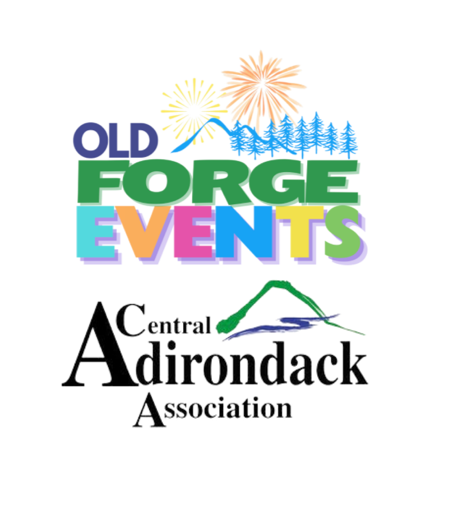 OLD
FORGE
EVENTS
Central
Adirondack
Association